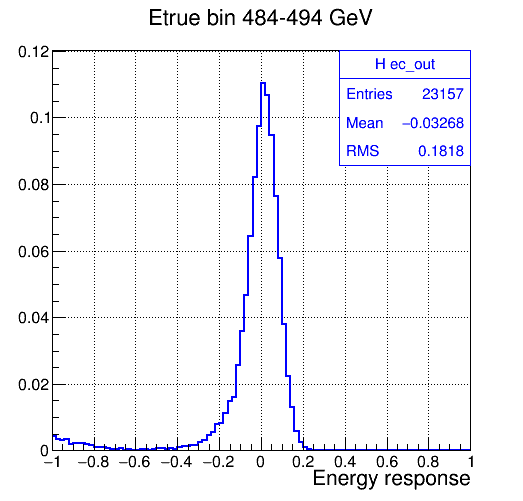 Etrue bin 484-494 GeV
0.12
H ec_out
Entries 23157
0.1
Mean −0.03268
RMS 0.1818
0.08
0.06
0.04
0.02
0
−1 −0.8 −0.6 −0.4 −0.2 0 0.2 0.4 0.6 0.8 1
Energy response